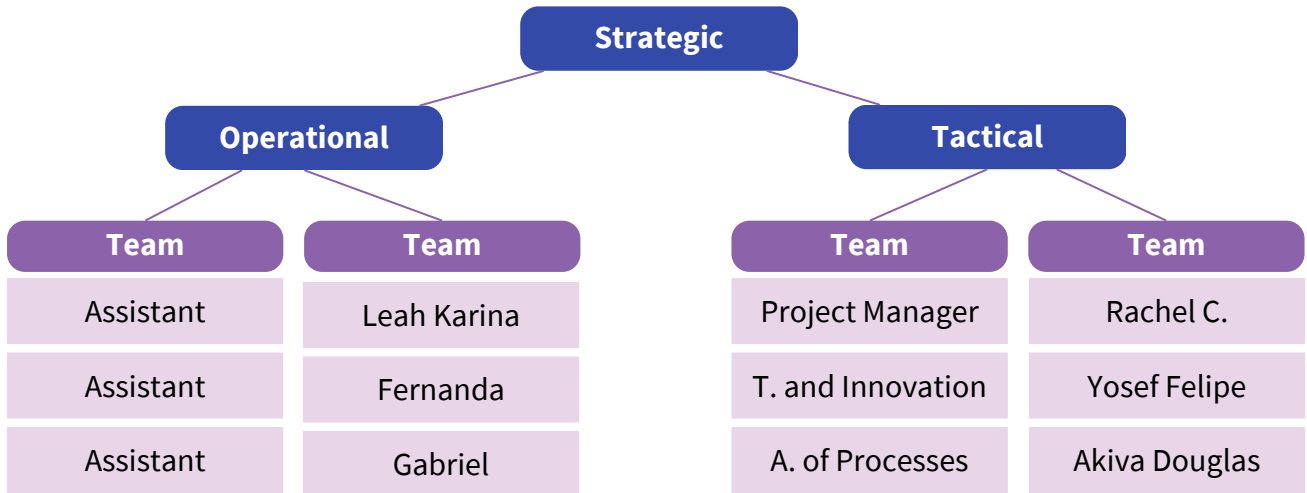 Strategic
Operational
Tactical
Team
Team
Team
Team
Assistant
Leah Karina
Project Manager
Rachel C.
Assistant
Fernanda
T. and Innovation
Yosef Felipe
Assistant
Gabriel
A. of Processes
Akiva Douglas